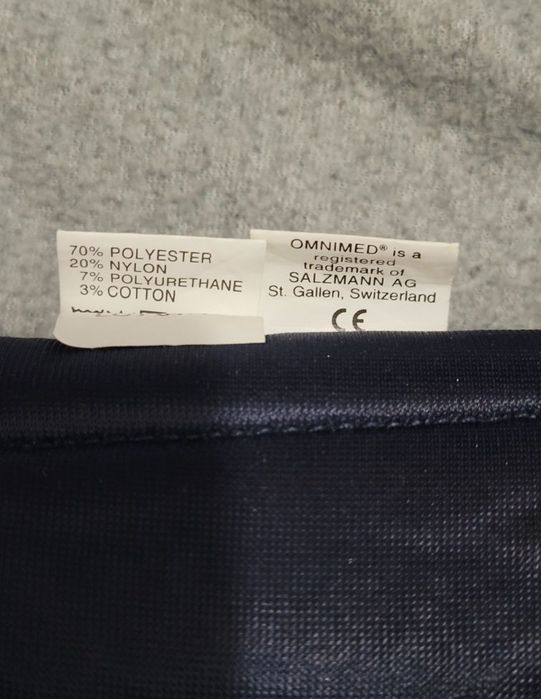 70% POLYESTER
20% NYLON
7% POLYURETHANE
3% COTTON
OMNIMED® is a
registered
trademark of
SALZMANN AG
St. Gallen, Switzerland
CE